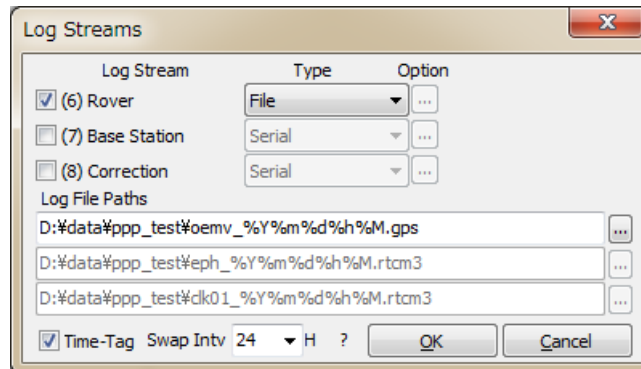 Log Streams
Log Stream Type Option
(6) Rover File ...
(7) Base Station Serial ...
(8) Correction Serial ...
Log File Paths
D:¥data¥ppp_test¥oemv_%Y%m%d%h%M.gps ...
D:¥data¥ppp_test¥eph_%Y%m%d%h%M.rtcm3 ...
D:¥data¥ppp_test¥clk01_%Y%m%d%h%M.rtcm3 ...
Time-Tag Swap Intv 24 H ? OK Cancel